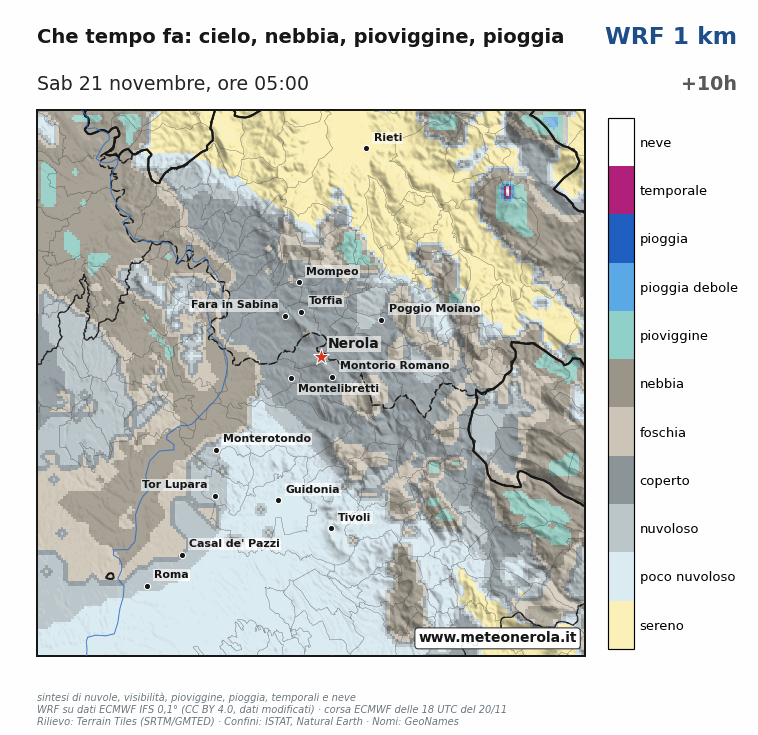 Che tempo fa: cielo, nebbia, pioviggine, pioggia
WRF 1 km
Sab 21 novembre, ore 05:00
+10h
Rieti
Mompeo
Toffia
Fara in Sabina
Poggio Moiano
Nerola
Montorio Romano
Montelibretti
Monterotondo
Tor Lupara
Guidonia
Tivoli
Casal de' Pazzi
Roma
www.meteonerola.it
neve
temporale
pioggia
pioggia debole
pioviggine
nebbia
foschia
coperto
nuvoloso
poco nuvoloso
sereno
sintesi di nuvole, visibilità, pioviggine, pioggia, temporali e neve
WRF su dati ECMWF IFS 0,1° (CC BY 4.0, dati modificati) · corsa ECMWF delle 18 UTC del 20/11
Rilievo: Terrain Tiles (SRTM/GMTED) · Confini: ISTAT, Natural Earth · Nomi: GeoNames